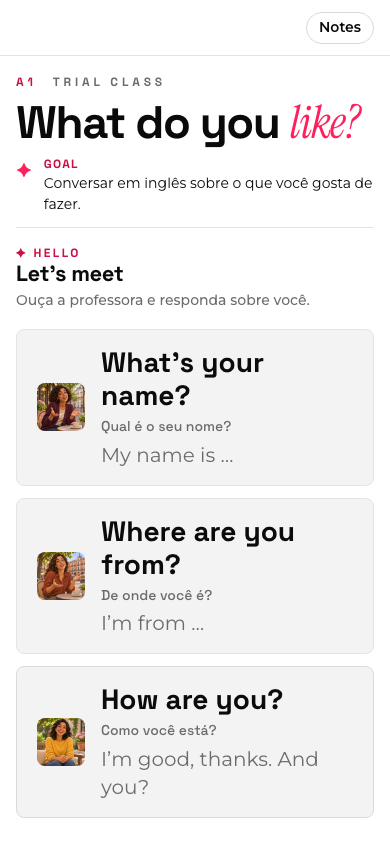 Notes
A1 TRIAL CLASS
What do you like?
GOAL
Conversar em inglês sobre o que você gosta de
fazer.
HELLO
Let's meet
Ouça a professora e responda sobre você.
What's your
name?
Qual é o seu nome?
My name is ...
Where are you
from?
De onde você é?
I'm from ...
How are you?
Como você está?
I'm good, thanks. And
you?